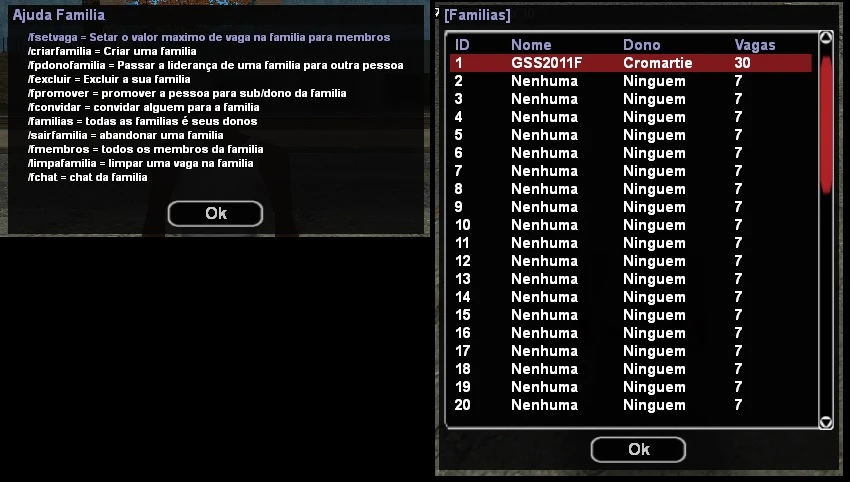 Ajuda Familia
/fsetvaga = Setar o valor maximo de vaga na familia para membros
/criarfamilia = Criar uma familia
/fpdonofamilia = Passar a liderança de uma familia para outra pessoa
/fexcluir = Excluir a sua familia
/fpromover = promover a pessoa para sub/dono da familia
/fconvidar = convidar alguem para a familia
/familias = todas as familias é seus donos
/sairfamilia = abandonar uma familia
/fmembros = todos os membros da familia
/limpafamilia = limpar uma vaga na familia
/fchat = chat da familia
Ok
[Familias]
ID Nome Dono Vagas
1 GSS2011F Cromartie 30
2 Nenhuma Ninguem 7
3 Nenhuma Ninguem 7
4 Nenhuma Ninguem 7
5 Nenhuma Ninguem 7
6 Nenhuma Ninguem 7
7 Nenhuma Ninguem 7
8 Nenhuma Ninguem 7
9 Nenhuma Ninguem 7
10 Nenhuma Ninguem 7
11 Nenhuma Ninguem 7
12 Nenhuma Ninguem 7
13 Nenhuma Ninguem 7
14 Nenhuma Ninguem 7
15 Nenhuma Ninguem 7
16 Nenhuma Ninguem 7
17 Nenhuma Ninguem 7
18 Nenhuma Ninguem 7
19 Nenhuma Ninguem 7
20 Nenhuma Ninguem 7
Ok